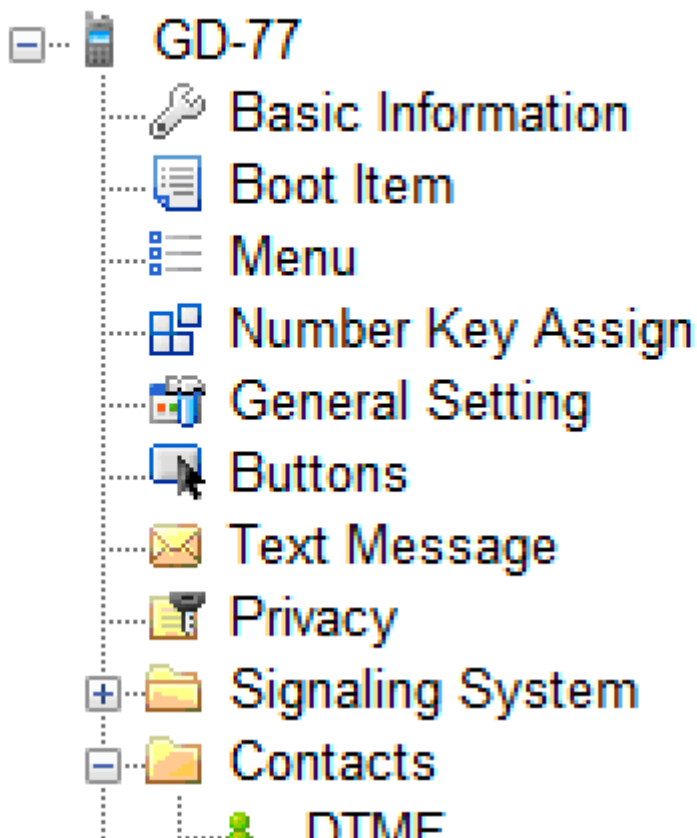 GD-77
Basic Information
Boot Item
Menu
Number Key Assign
General Setting
Buttons
Text Message
Privacy
Signaling System
Contacts
DTMF